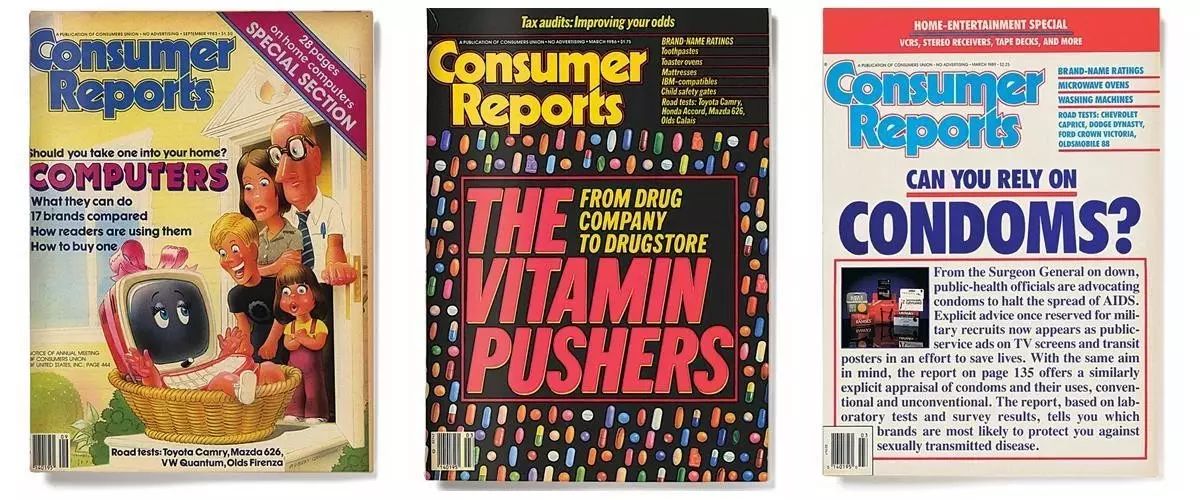 A PUBLICATION OF CONSUMERS UNION • NO ADVERTISING • SEPTEMBER 1983 • $1.50
Consumer
Reports
28 pages
on home computers
SPECIAL SECTION
Should you take one into your home?
COMPUTERS
What they can do
17 brands compared
How readers are using them
How to buy one
NOTICE OF ANNUAL MEETING
OF CONSUMERS UNION
OF UNITED STATES, INC.: PAGE 444
09
Road tests: Toyota Camry, Mazda 626,
VW Quantum, Olds Firenza
Tax audits: Improving your odds
A PUBLICATION OF CONSUMERS UNION • NO ADVERTISING • MARCH 1986 • $1.75
Consumer
Reports
BRAND-NAME RATINGS
Toothpastes
Toaster ovens
Mattresses
IBM-compatibles
Child safety gates
Road tests: Toyota Camry,
Honda Accord, Mazda 626,
Olds Calais
THE
FROM DRUG
COMPANY
TO DRUGSTORE
VITAMIN
PUSHERS
03
HOME-ENTERTAINMENT SPECIAL
VCRS, STEREO RECEIVERS, TAPE DECKS, AND MORE
A PUBLICATION OF CONSUMERS UNION • NO ADVERTISING • MARCH 1989 • $2.25
Consumer
Reports
BRAND-NAME RATINGS
MICROWAVE OVENS
WASHING MACHINES
ROAD TESTS: CHEVROLET
CAPRICE, DODGE DYNASTY,
FORD CROWN VICTORIA,
OLDSMOBILE 88
CAN YOU RELY ON
CONDOMS?
From the Surgeon General on down,
public-health officials are advocating
condoms to halt the spread of AIDS.
Explicit advice once reserved for mili-
tary recruits now appears as public-
service ads on TV screens and transit
posters in an effort to save lives. With the same aim
in mind, the report on page 135 offers a similarly
explicit appraisal of condoms and their uses, conven-
tional and unconventional. The report, based on lab-
oratory tests and survey results, tells you which
brands are most likely to protect you against
sexually transmitted disease.
03